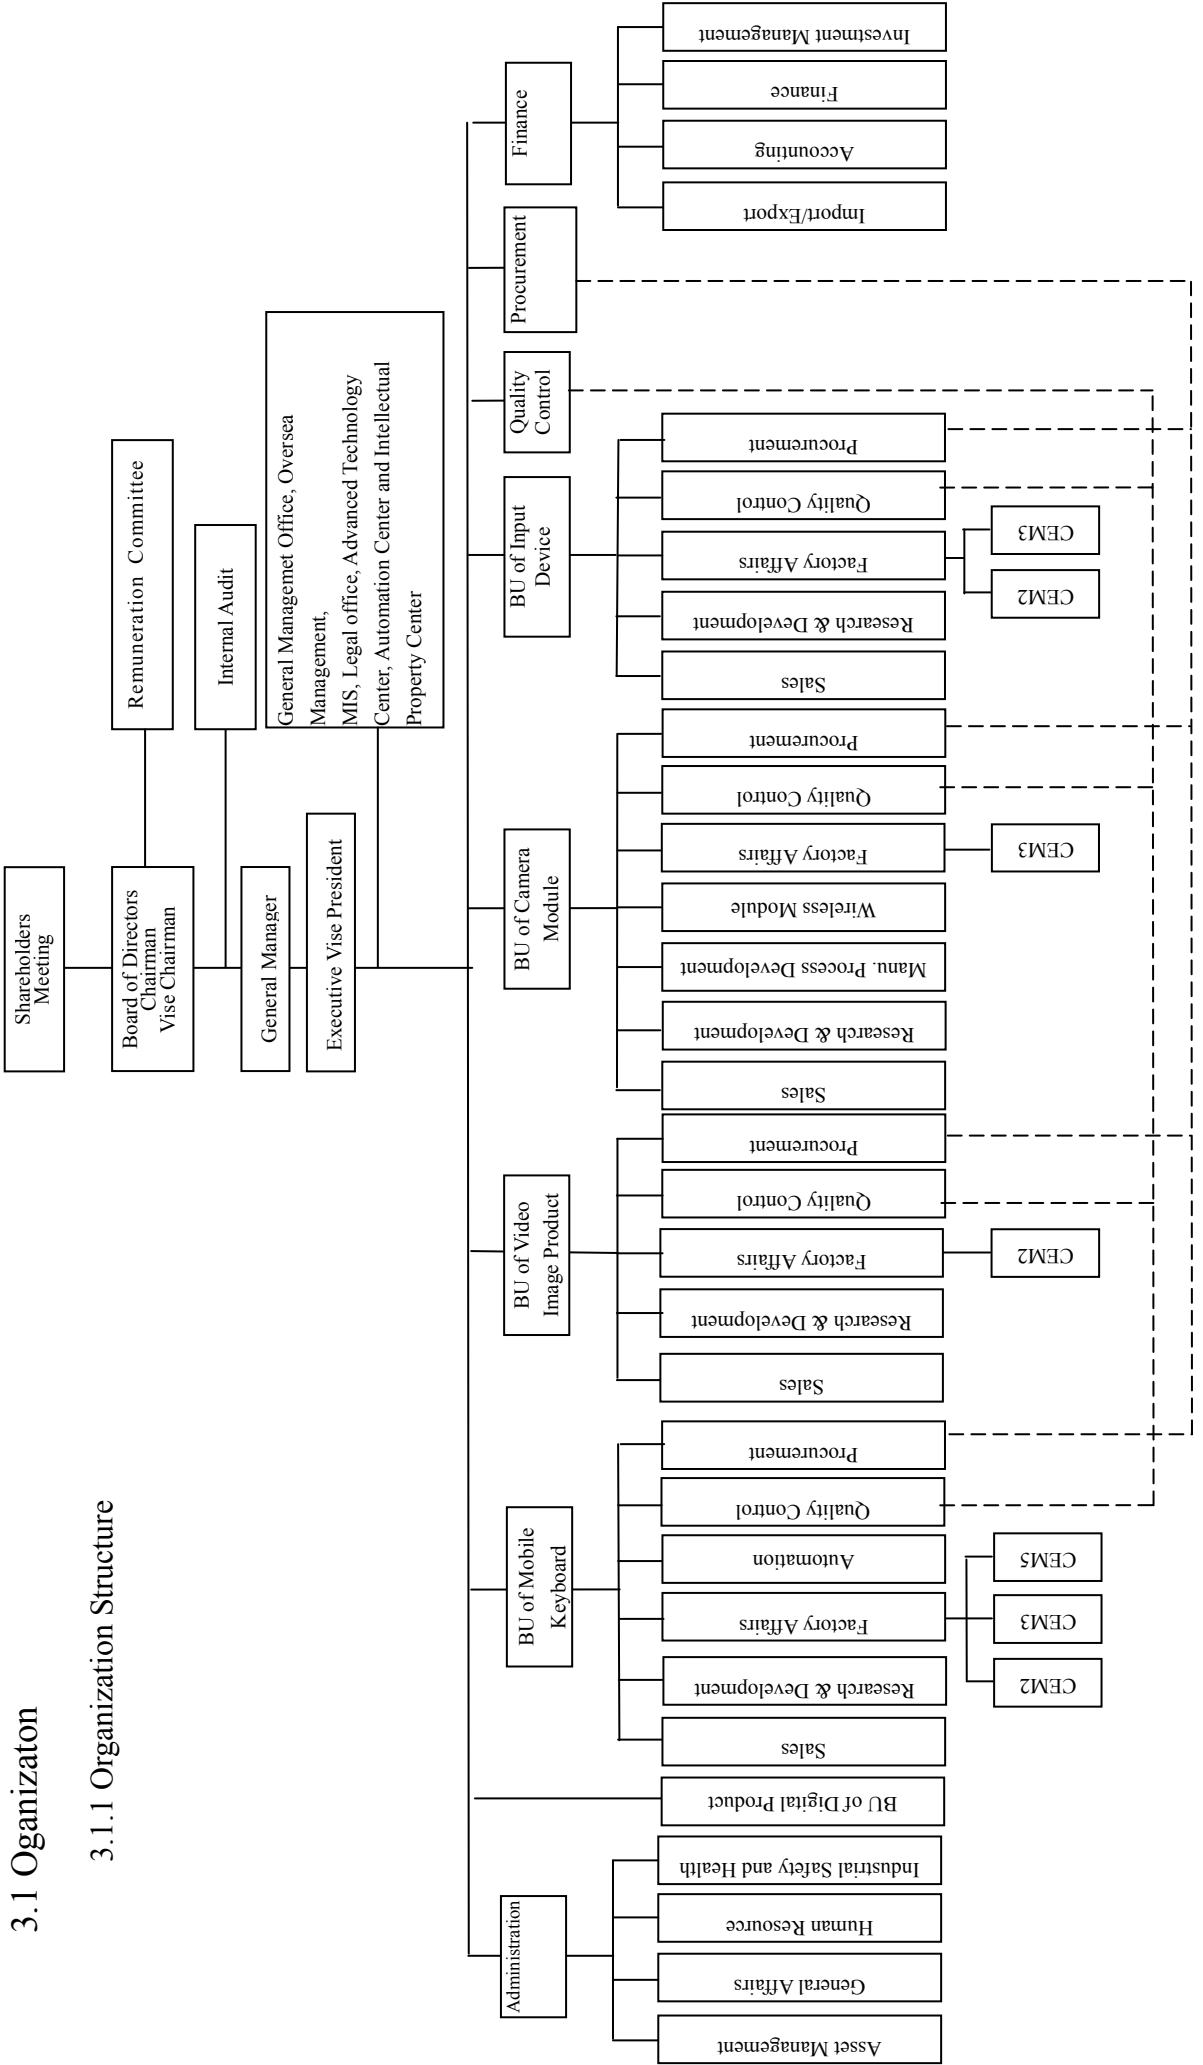 3.1 Oganizaton
3.1.1 Organization Structure
Shareholders
Meeting
Board of Directors
Chairman
Vise Chairman
Remuneration Committee
Internal Audit
General Manager
Executive Vise President
General Managmet Office, Oversea
Management,
MIS, Legal office, Advanced Technology
Center, Automation Center and Intellectual
Property Center
Administration
Asset Management
General Affairs
Human Resource
Industrial Safety and Health
BU of Digital Product
BU of Mobile
Keyboard
Sales
Research & Development
Factory Affairs
CEM2
CEM3
CEM5
Automation
Quality Control
Procurement
BU of Video
Image Product
Sales
Research & Development
Factory Affairs
CEM2
Quality Control
Procurement
BU of Camera
Module
Sales
Research & Development
Manu. Process Development
Wireless Module
Factory Affairs
CEM3
Quality Control
Procurement
BU of Input
Device
Sales
Research & Development
Factory Affairs
CEM2
CEM3
Quality Control
Procurement
Quality
Control
Procurement
Finance
Import/Export
Accounting
Finance
Investment Management